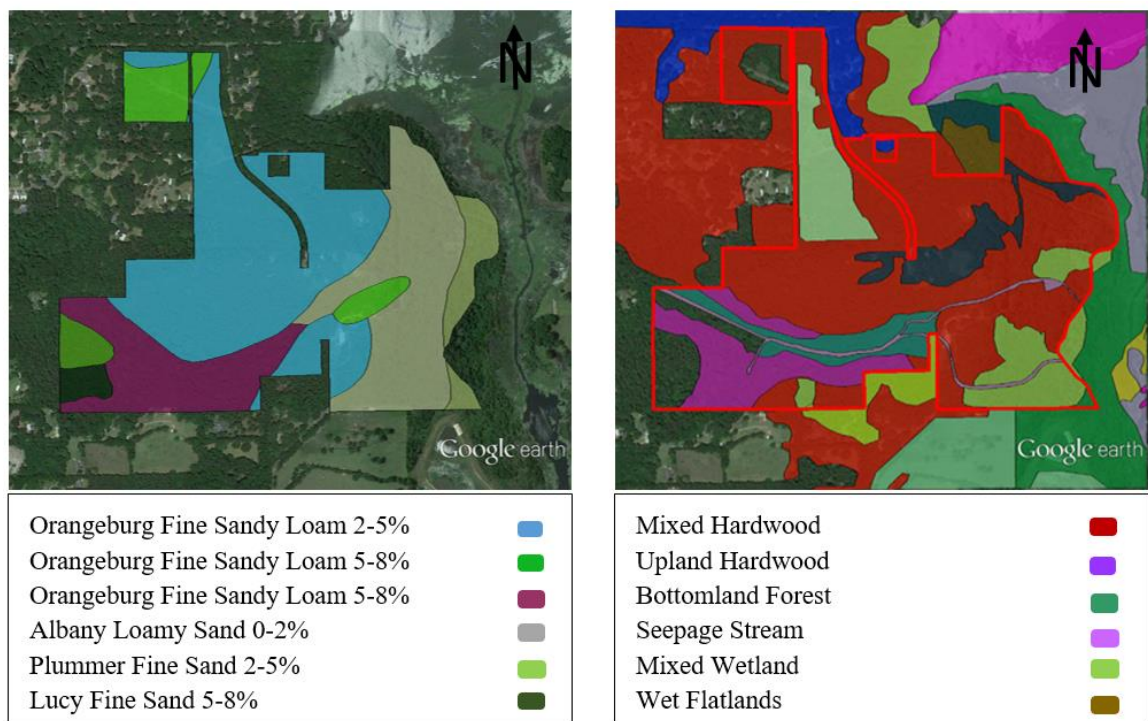 N
N
Google earth
Google earth
Orangeburg Fine Sandy Loam 2-5%
Orangeburg Fine Sandy Loam 5-8%
Orangeburg Fine Sandy Loam 5-8%
Albany Loamy Sand 0-2%
Plummer Fine Sand 2-5%
Lucy Fine Sand 5-8%
Mixed Hardwood
Upland Hardwood
Bottomland Forest
Seepage Stream
Mixed Wetland
Wet Flatlands